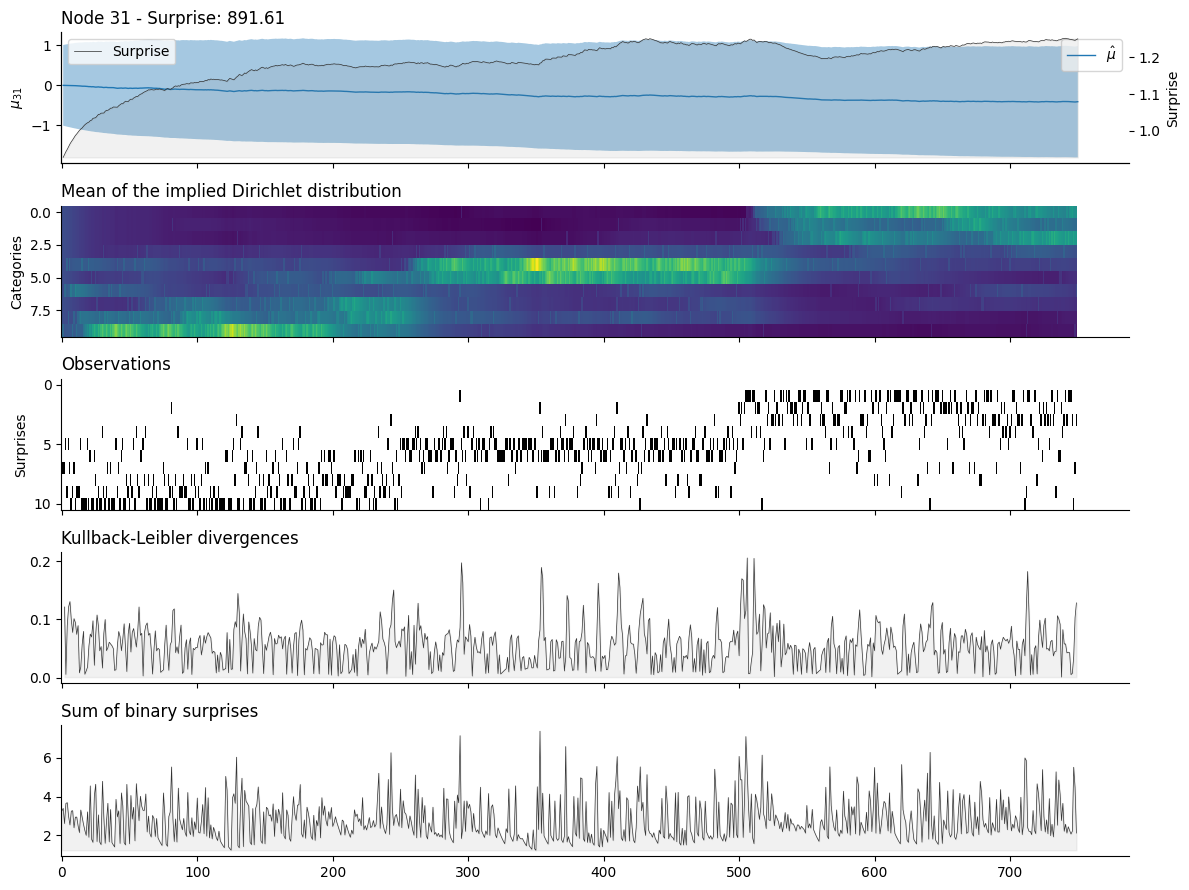 Node 31 - Surprise: 891.61
Surprise
μ̂
1
0
−1
μ31
1.2
1.1
1.0
Surprise
Mean of the implied Dirichlet distribution
0.0
2.5
5.0
7.5
Categories
Observations
0
5
10
Surprises
Kullback-Leibler divergences
0.2
0.1
0.0
Sum of binary surprises
6
4
2
0 100 200 300 400 500 600 700